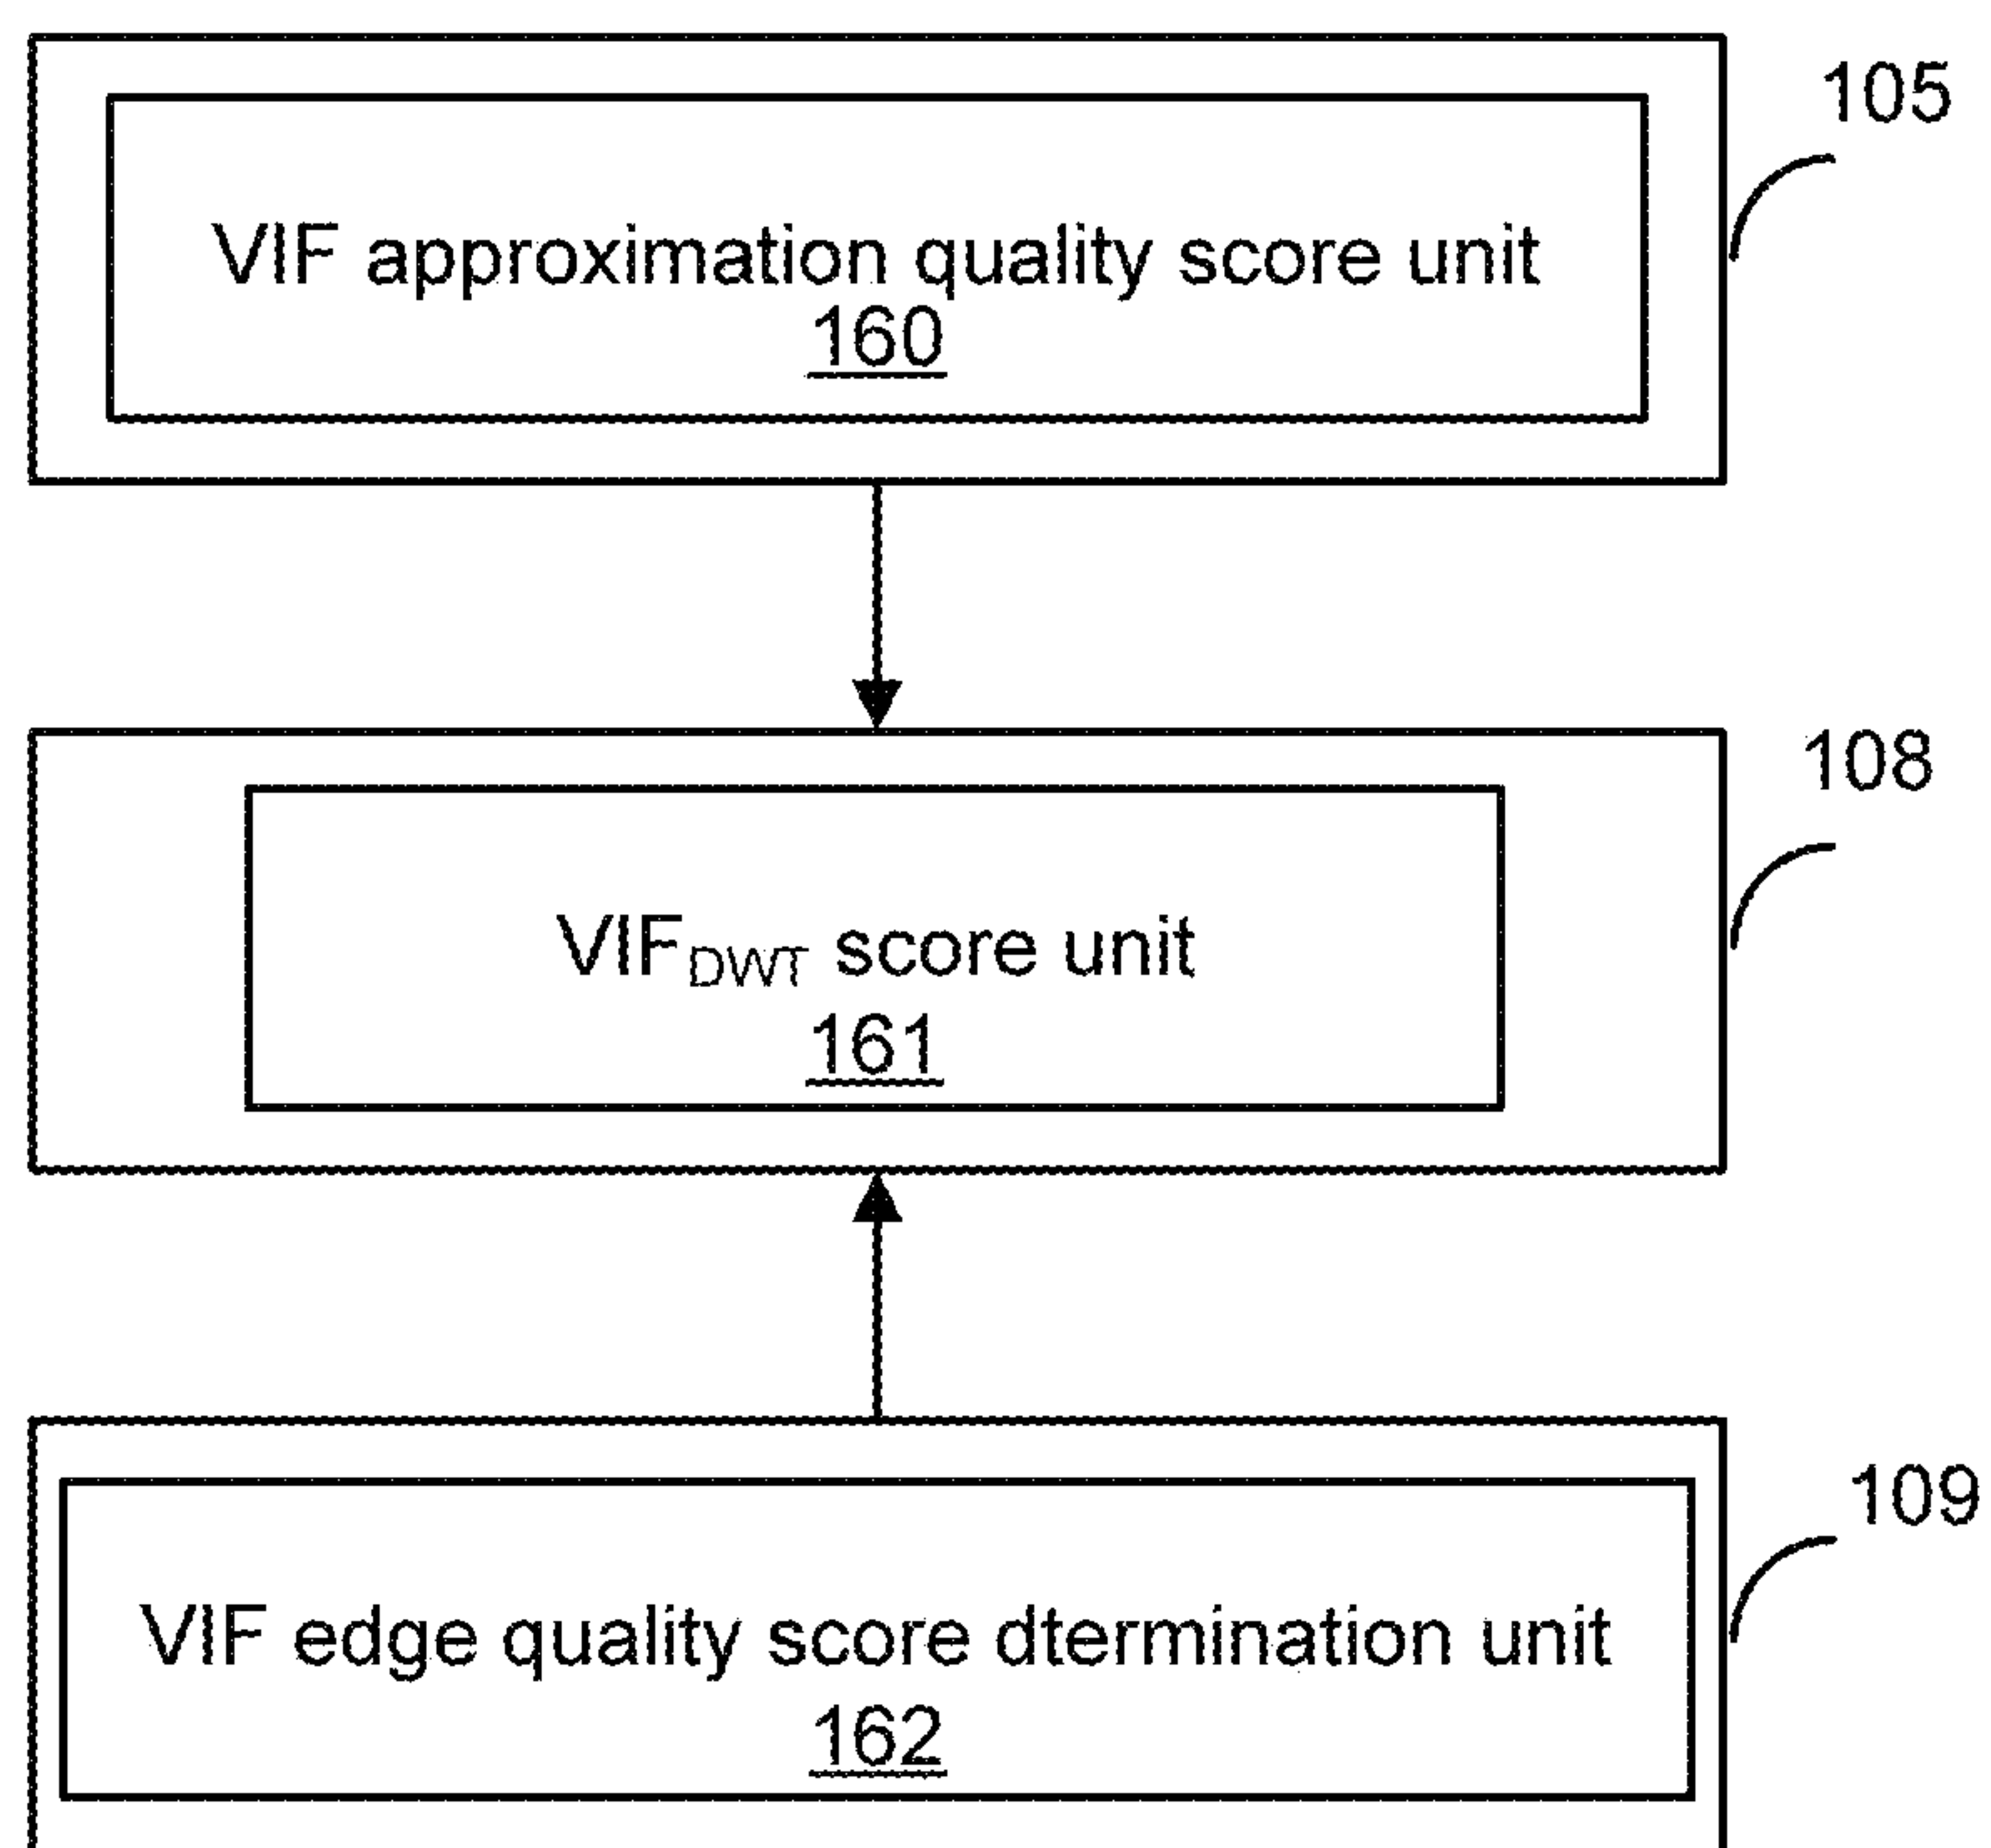 105
VIF approximation quality score unit
160
108
VIFDWT score unit
161
109
VIF edge quality score dtermination unit
162